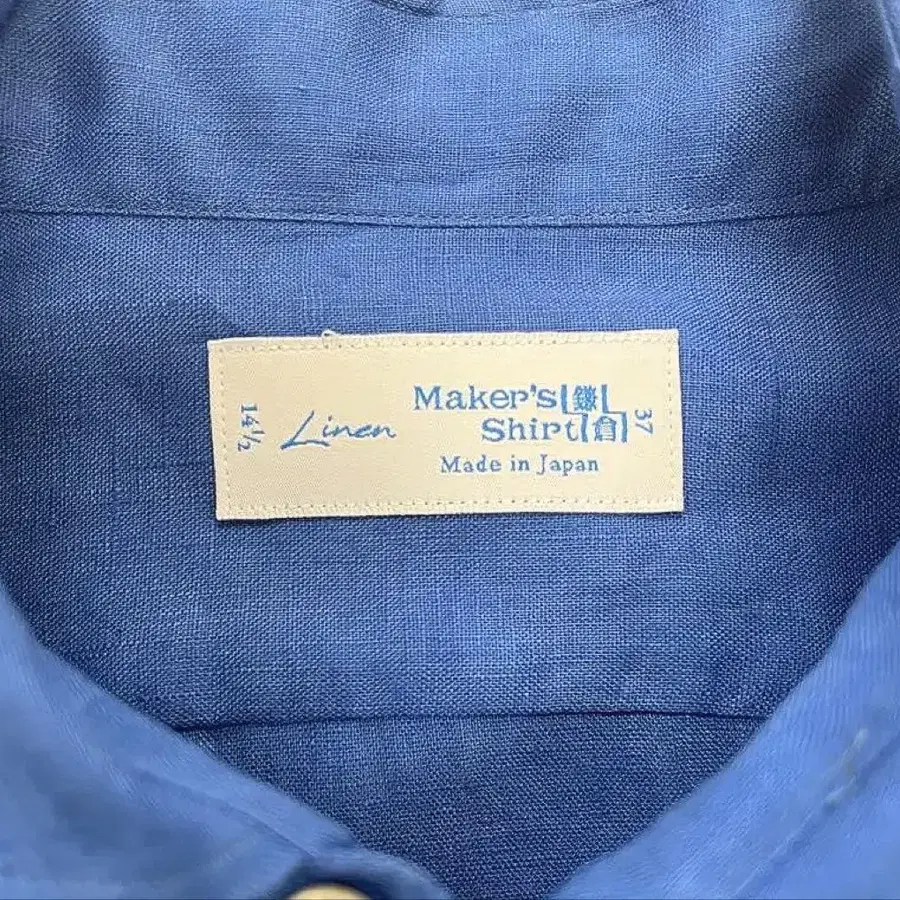 14½
Linen
Maker's 鎌
Shirt 倉
Made in Japan
37